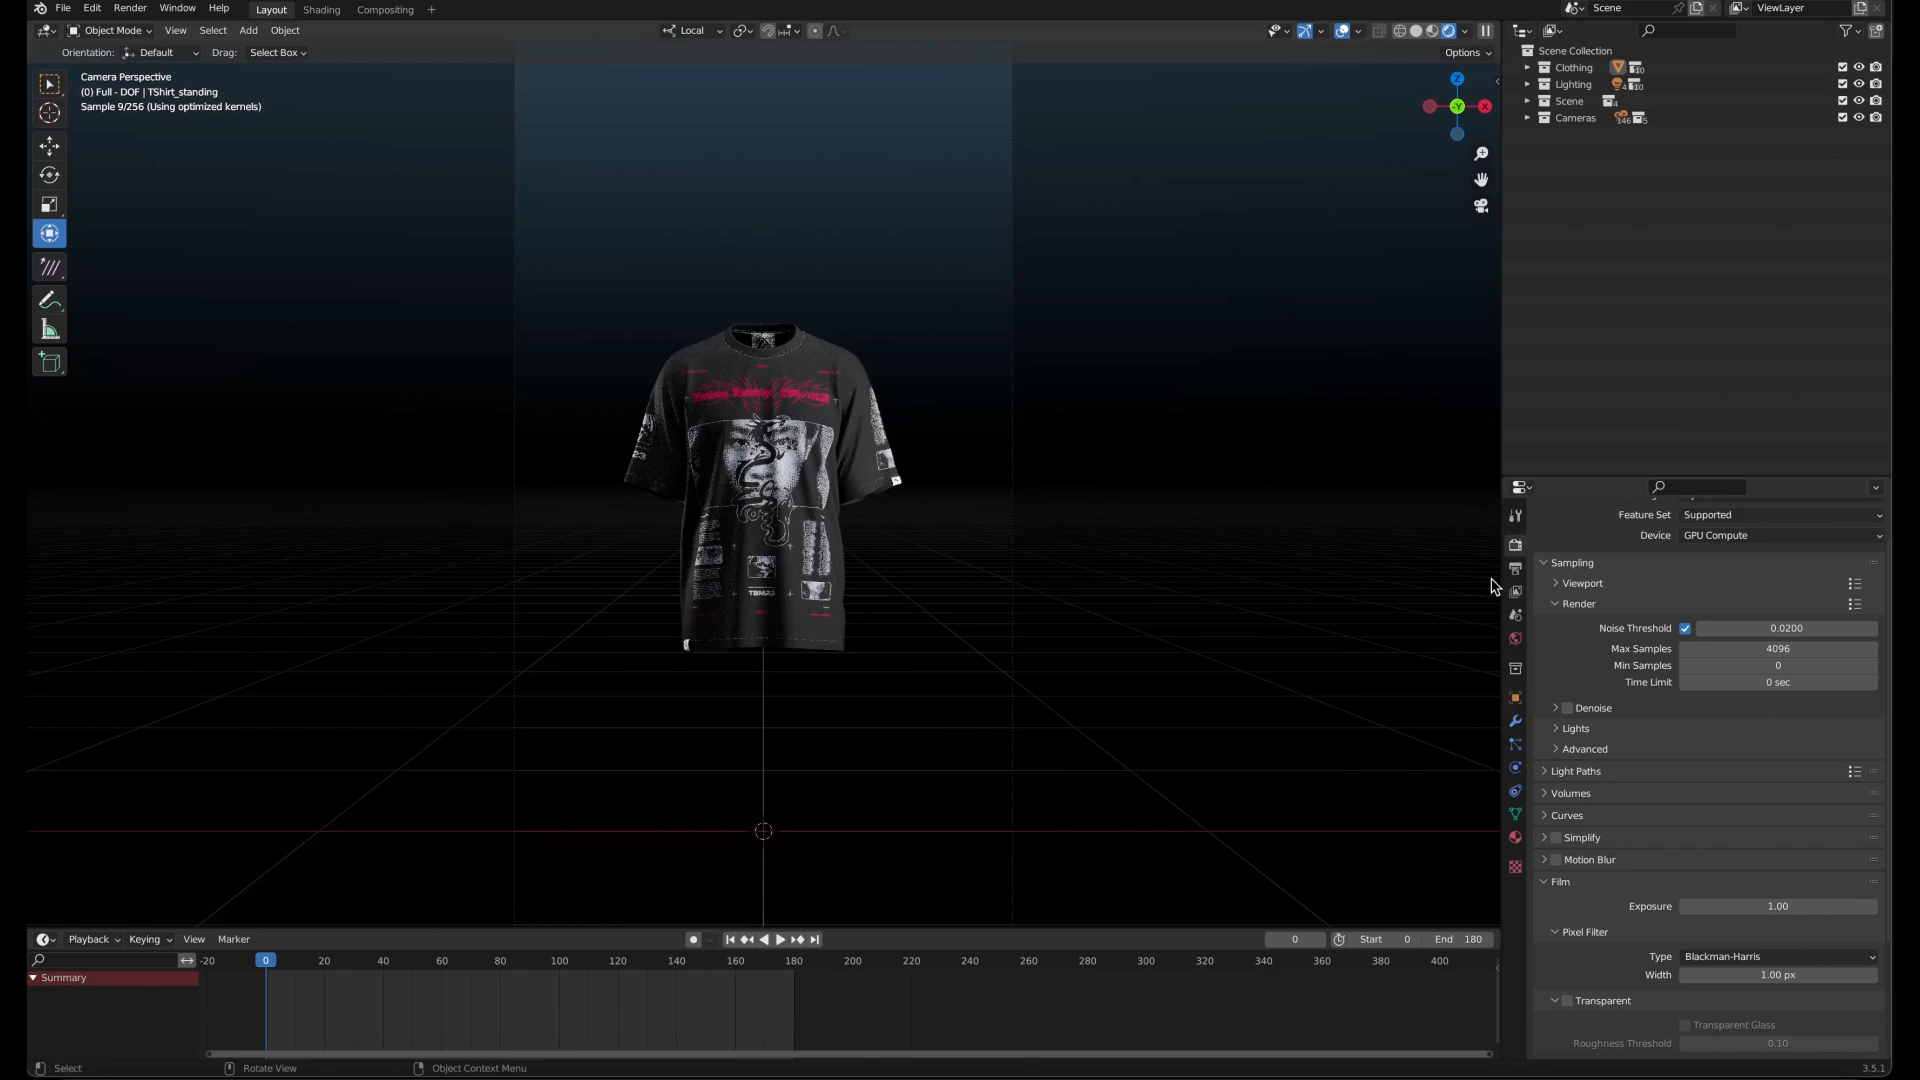 File Edit Render Window Help Layout Shading Compositing + Scene ViewLayer
Object Mode View Select Add Object Local
Orientation: Default Drag: Select Box Options
Camera Perspective
(0) Full - DOF | TShirt_standing
Sample 9/256 (Using optimized kernels)
Z
-Y X
TBM23
Scene Collection
Clothing 10
Lighting 4 10
Scene 4
Cameras 146 5
Feature Set Supported
Device GPU Compute
Sampling
Viewport
Render
Noise Threshold 0.0200
Max Samples 4096
Min Samples 0
Time Limit 0 sec
Denoise
Lights
Advanced
Light Paths
Volumes
Curves
Simplify
Motion Blur
Film
Exposure 1.00
Pixel Filter
Type Blackman-Harris
Width 1.00 px
Transparent
Transparent Glass
Roughness Threshold 0.10
Playback Keying View Marker 0 Start 0 End 180
-20 0 20 40 60 80 100 120 140 160 180 200 220 240 260 280 300 320 340 360 380 400
Summary
Select Rotate View Object Context Menu 3.5.1